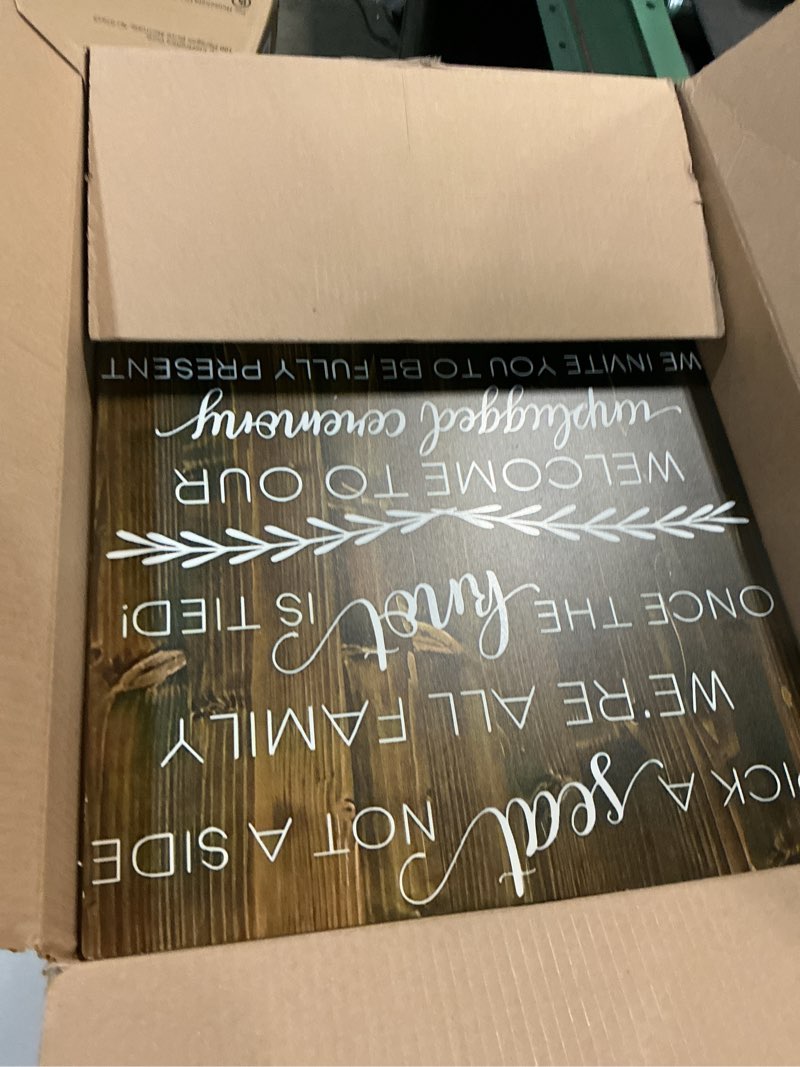 PICK A seat NOT A SIDE
WE'RE ALL FAMILY
ONCE THE knot IS TIED!
WELCOME TO OUR
unplugged ceremony
WE INVITE YOU TO BE FULLY PRESENT